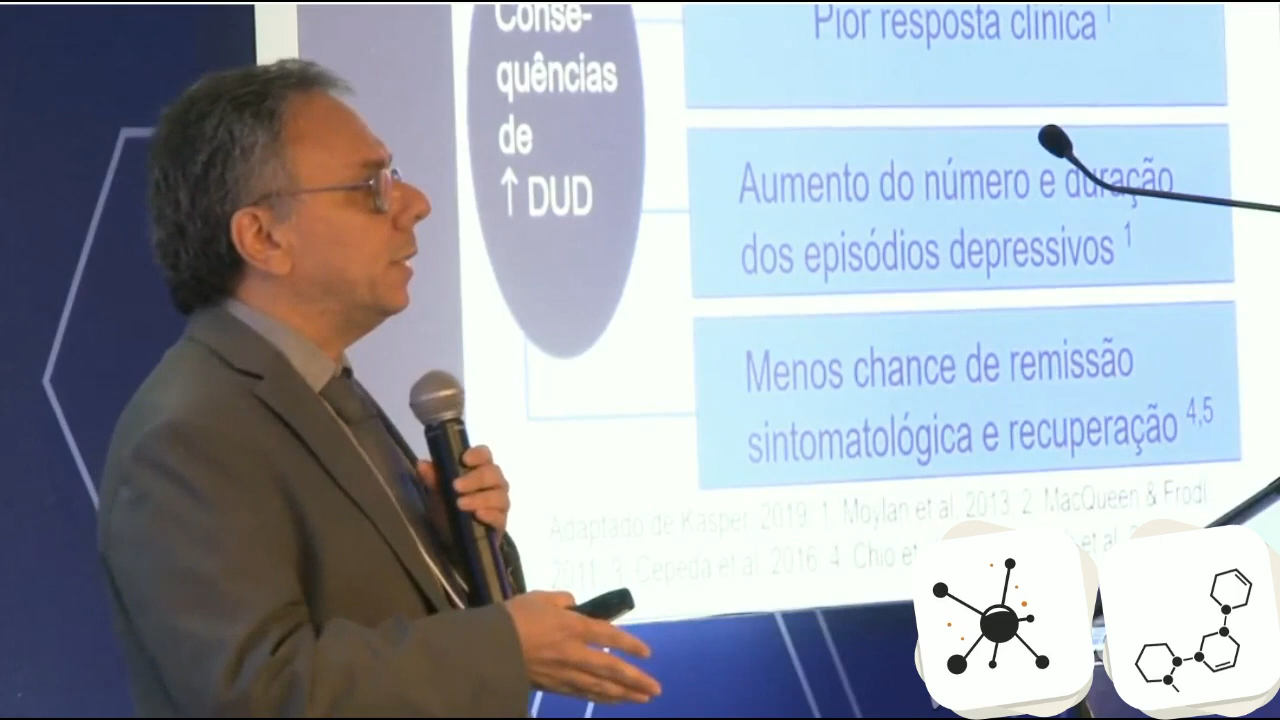 Conse-
quências
de
↑ DUD
Pior resposta clínica 1
Aumento do número e duração
dos episódios depressivos 1
Menos chance de remissão
sintomatológica e recuperação 4,5
Adaptado de Kasper, 2019. 1. Moylan et al. 2013. 2. MacQueen & Frodl
2011. 3. Cepeda et al. 2016. 4. Chio et
et al.